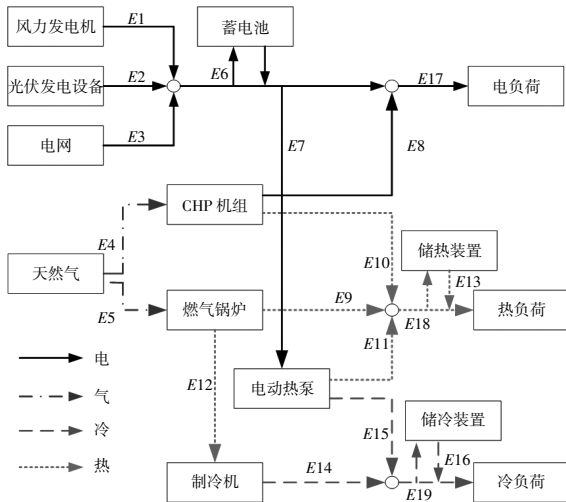 风力发电机
E1
蓄电池
光伏发电设备
E2
E6
E17
电负荷
电网
E3
E7
E8
CHP 机组
E4
天然气
E5
E10
储热装置
E13
燃气锅炉
E9
E18
热负荷
E11
电
E12
电动热泵
气
E15
储冷装置
冷
E16
热
制冷机
E14
E19
冷负荷